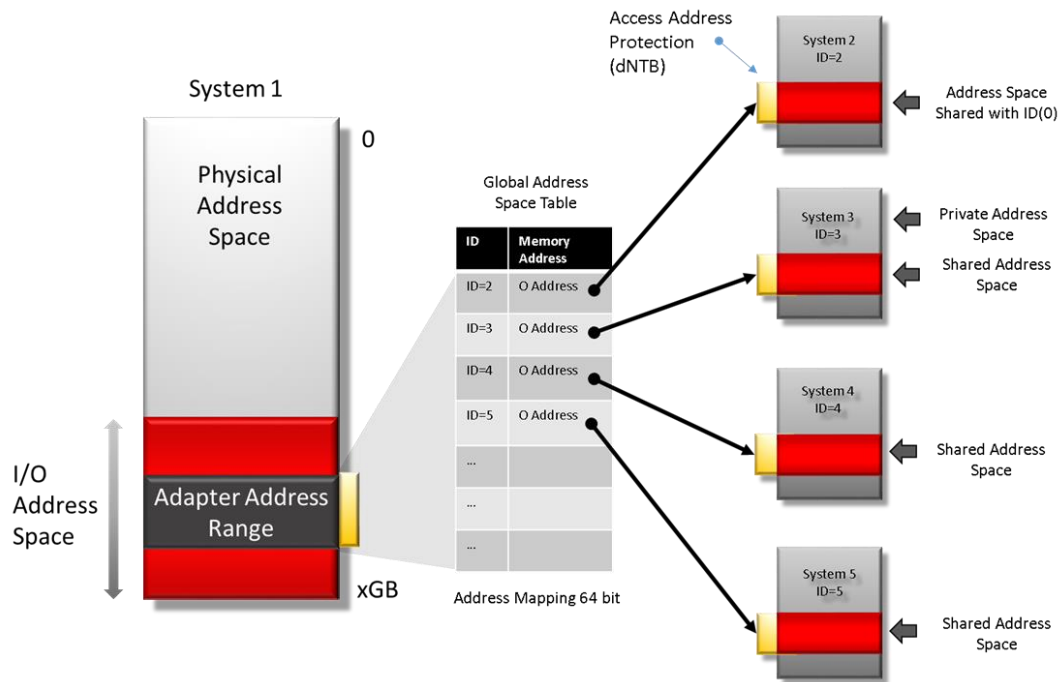 System 1
0
Physical
Address
Space
I/O
Address
Space
Adapter Address
Range
xGB
Global Address
Space Table
ID Memory
Address
ID=2 O Address
ID=3 O Address
ID=4 O Address
ID=5 O Address
...
...
...
Address Mapping 64 bit
Access Address
Protection
(dNTB)
System 2
ID=2
Address Space
Shared with ID(0)
System 3
ID=3
Private Address
Space
Shared Address
Space
System 4
ID=4
Shared Address
Space
System 5
ID=5
Shared Address
Space